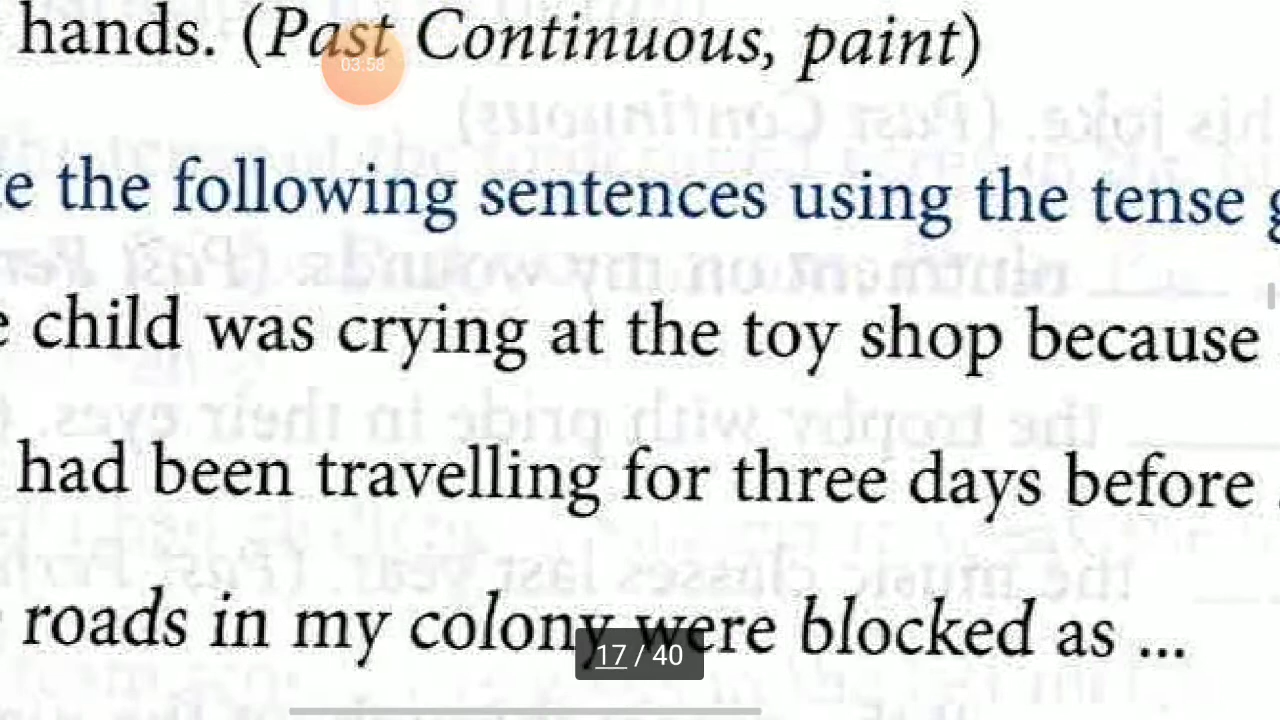 hands. (Past Continuous, paint)
03:58
e the following sentences using the tense
child was crying at the toy shop because
had been travelling for three days before
roads in my colony were blocked as ...
17 / 40